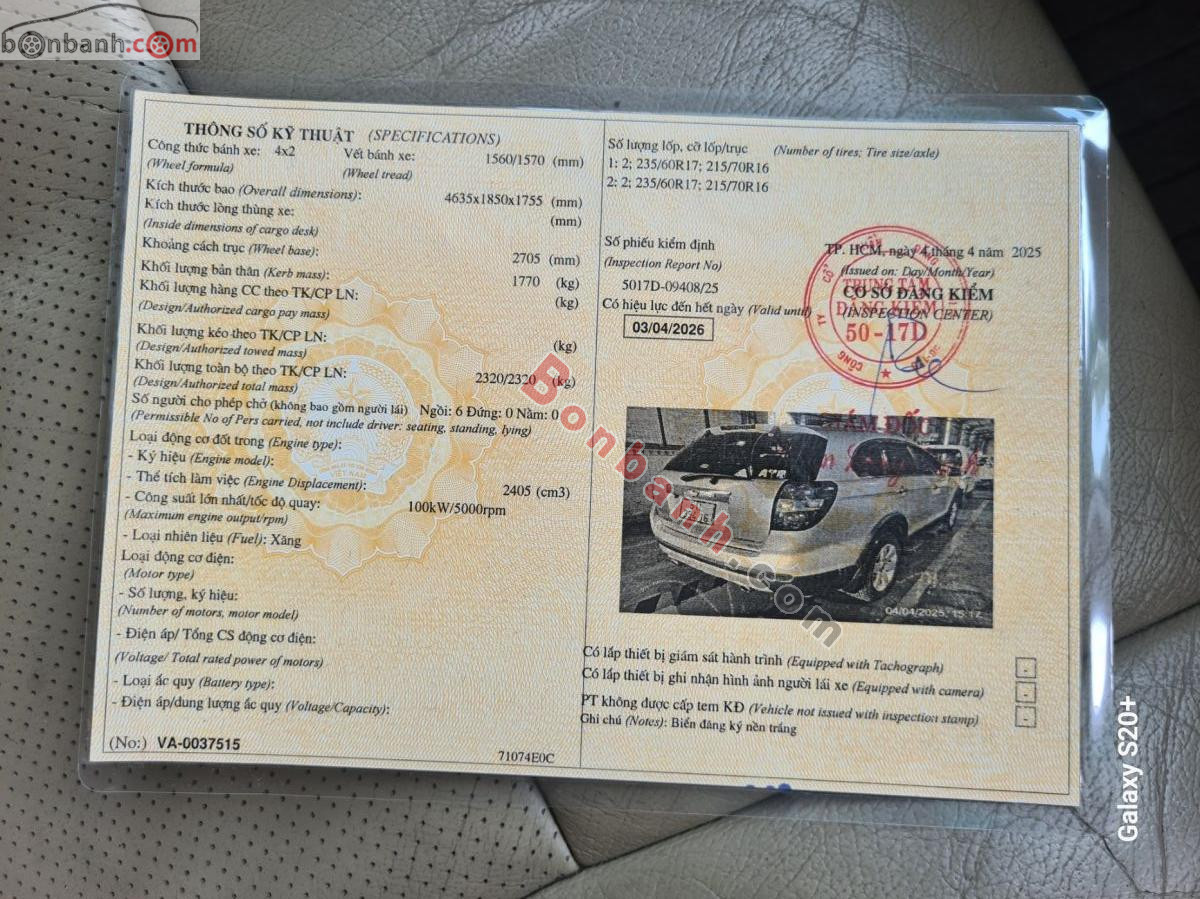 bonbanh.com
THÔNG SỐ KỸ THUẬT (SPECIFICATIONS)
Công thức bánh xe: 4x2 Vết bánh xe: 1560/1570 (mm)
(Wheel formula) (Wheel tread)
Kích thước bao (Overall dimensions): 4635x1850x1755 (mm)
Kích thước lòng thùng xe: (mm)
(Inside dimensions of cargo desk)
Khoảng cách trục (Wheel base): 2705 (mm)
Khối lượng bản thân (Kerb mass): 1770 (kg)
Khối lượng hàng CC theo TK/CP LN: (kg)
(Design/Authorized cargo pay mass)
Khối lượng kéo theo TK/CP LN: (kg)
(Design/Authorized towed mass)
Khối lượng toàn bộ theo TK/CP LN: 2320/2320 (kg)
(Design/Authorized total mass)
Số người cho phép chở (không bao gồm người lái) Ngồi: 6 Đứng: 0 Nằm: 0
(Permissible No of Pers carried, not include driver: seating, standing, lying)
Loại động cơ đốt trong (Engine type):
- Ký hiệu (Engine model):
- Thể tích làm việc (Engine Displacement): 2405 (cm3)
- Công suất lớn nhất/tốc độ quay: 100kW/5000rpm
(Maximum engine output/rpm)
- Loại nhiên liệu (Fuel): Xăng
Loại động cơ điện:
(Motor type)
- Số lượng, ký hiệu:
(Number of motors, motor model)
- Điện áp/ Tổng CS động cơ điện:
(Voltage/ Total rated power of motors)
- Loại ắc quy (Battery type):
- Điện áp/dung lượng ắc quy (Voltage/Capacity):
(No:) VA-0037515
71074E0C
VIỆT NAM
Số lượng lốp, cỡ lốp/trục (Number of tires; Tire size/axle)
1: 2; 235/60R17; 215/70R16
2: 2; 235/60R17; 215/70R16
Số phiếu kiểm định
(Inspection Report No)
5017D-09408/25
Có hiệu lực đến hết ngày (Valid until)
03/04/2026
TP. HCM, ngày 4 tháng 4 năm 2025
(Issued on: Day/Month/Year)
CƠ SỞ ĐĂNG KIỂM
(INSPECTION CENTER)
TRUNG TÂM
ĐĂNG KIỂM
50-17D
CÔNG TY
GIÁM ĐỐC
04/04/2025, 15:17
Bonbanh.com
Có lắp thiết bị giám sát hành trình (Equipped with Tachograph) -
Có lắp thiết bị ghi nhận hình ảnh người lái xe (Equipped with camera) -
PT không được cấp tem KĐ (Vehicle not issued with inspection stamp) -
Ghi chú (Notes): Biển đăng ký nền trắng
Galaxy S20+